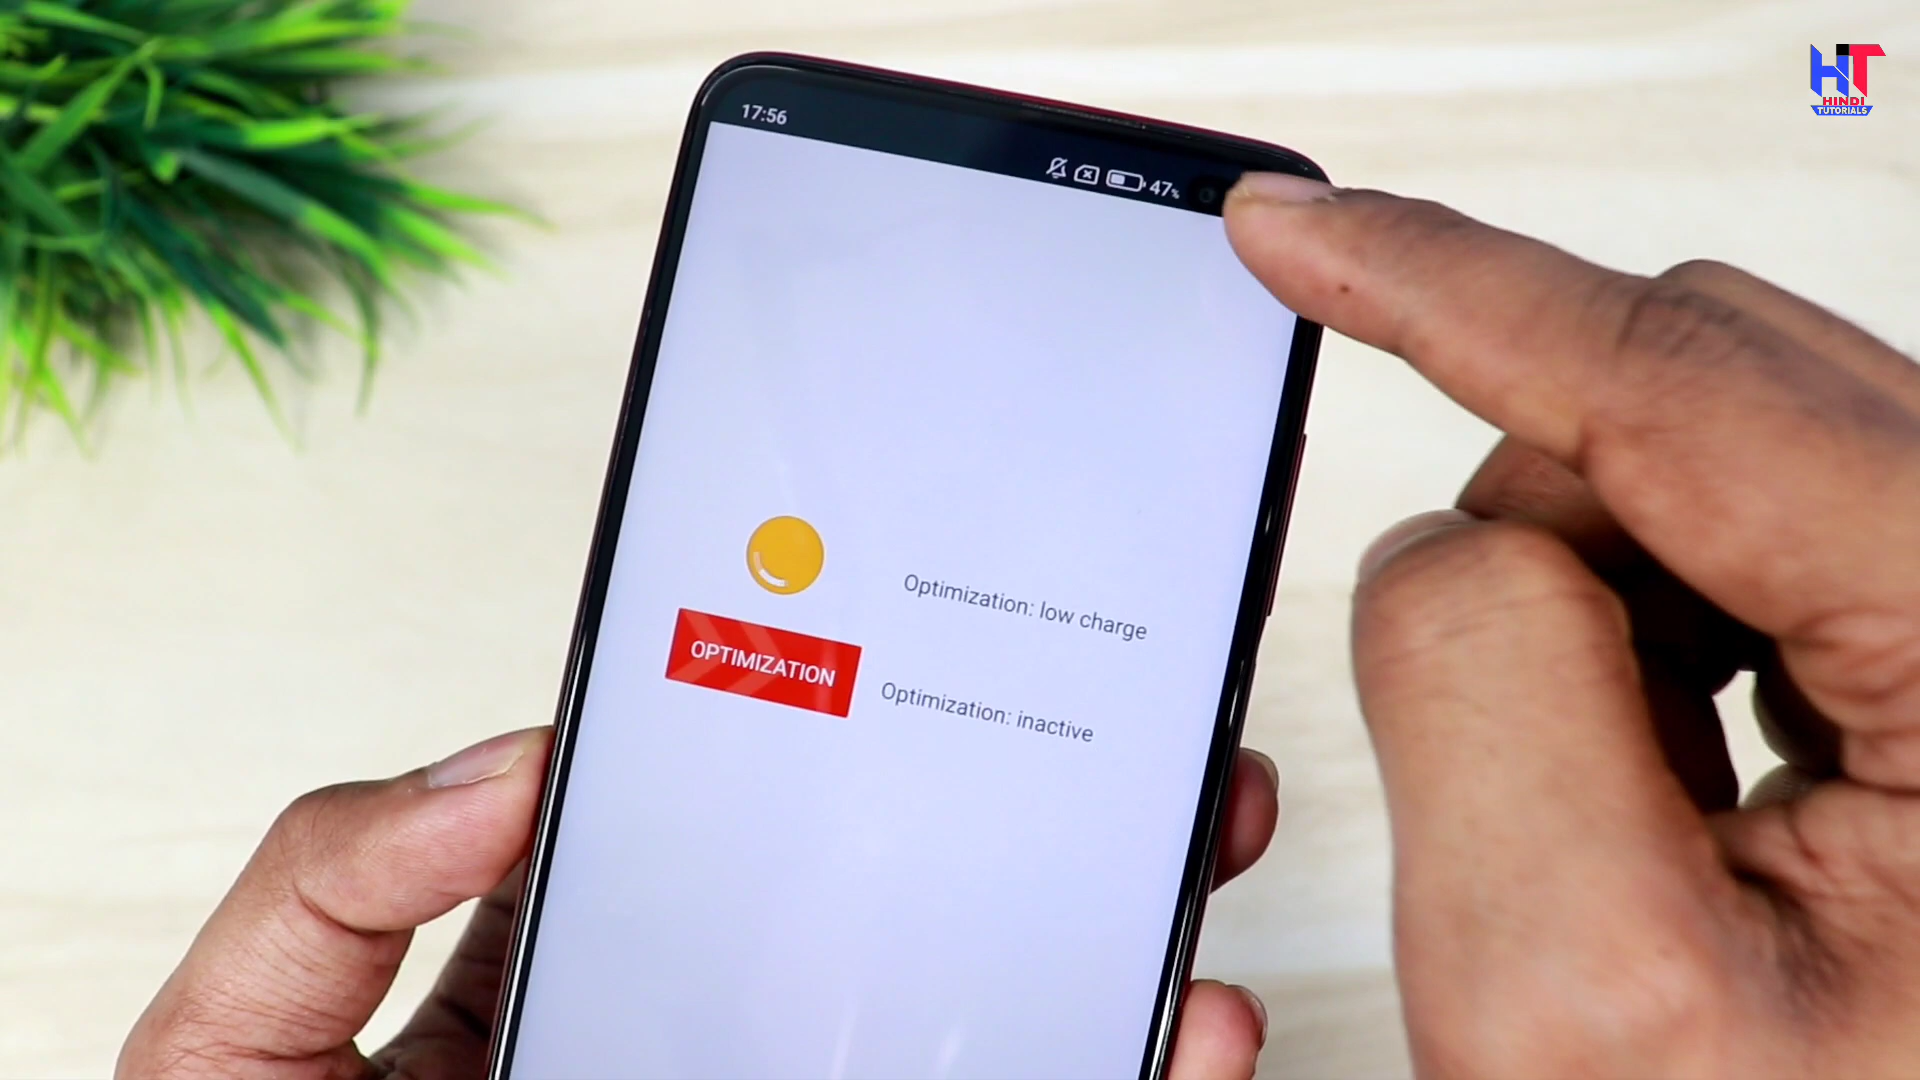 HT
HINDI
TUTORIALS
17:56
47%
Optimization: low charge
OPTIMIZATION
Optimization: inactive